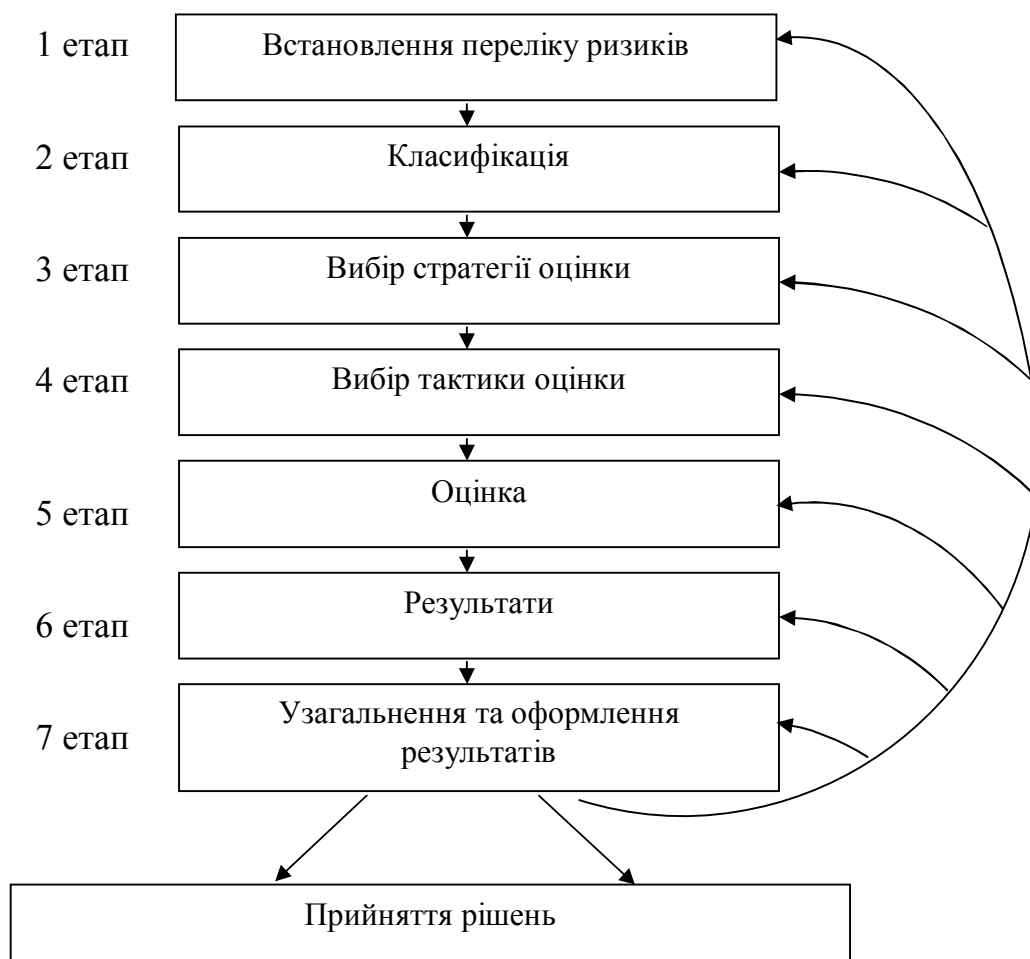 1 етап
Встановлення переліку ризиків
2 етап
Класифікація
3 етап
Вибір стратегії оцінки
4 етап
Вибір тактики оцінки
5 етап
Оцінка
6 етап
Результати
7 етап
Узагальнення та оформлення
результатів
Прийняття рішень